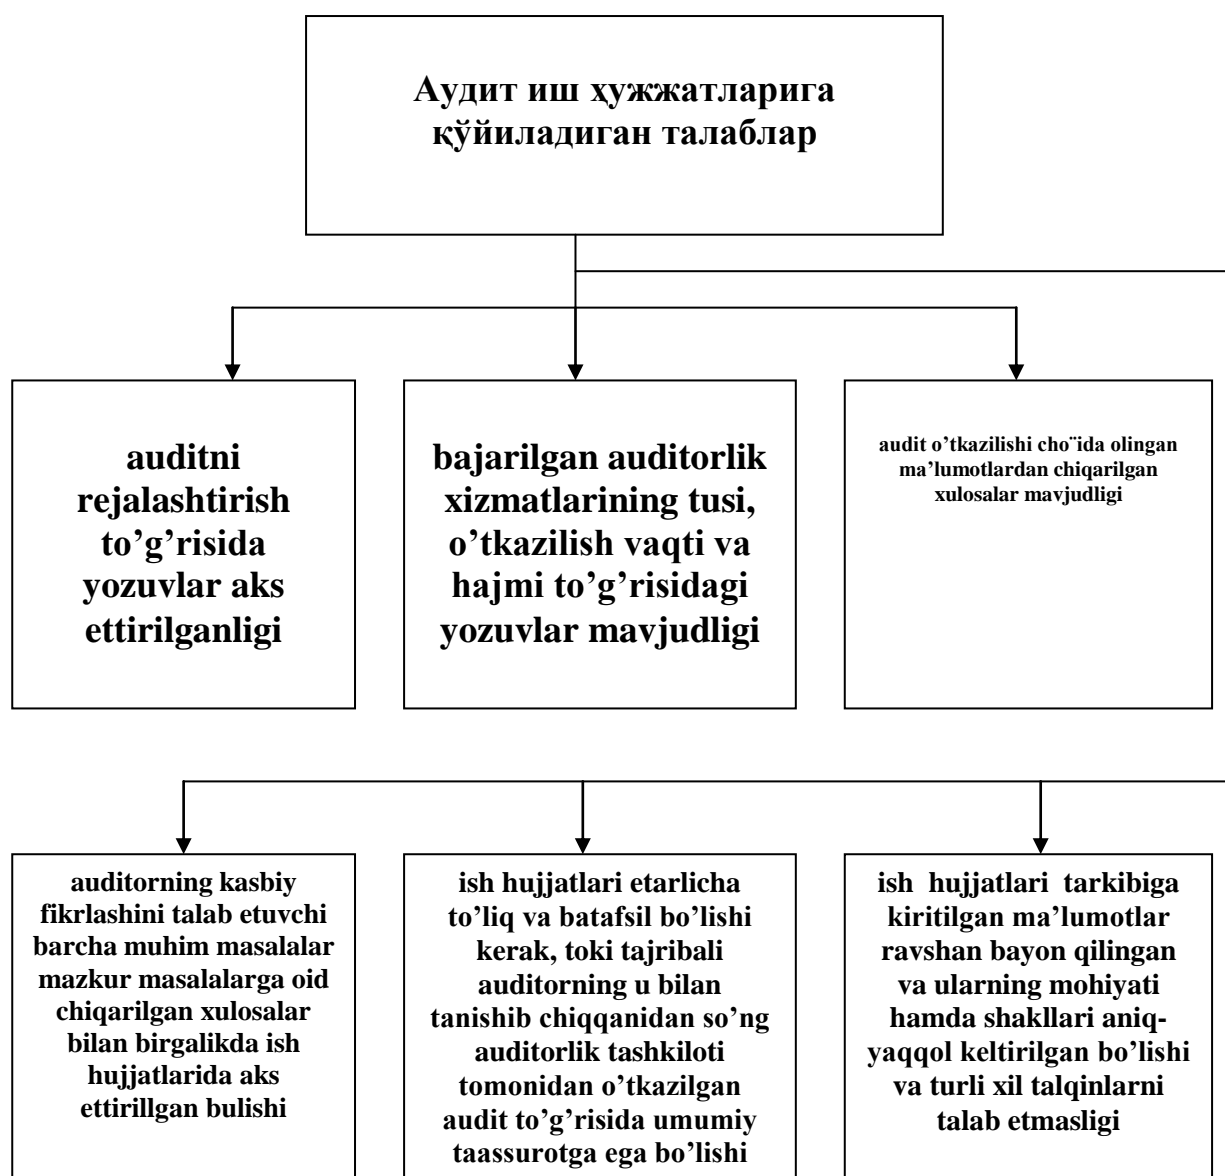 Аудит иш ҳужжатларига
қўйиладиган талаблар
auditni
rejalashtirish
to’g’risida
yozuvlar aks
ettirilganligi
bajarilgan auditorlik
xizmatlarining tusi,
o’tkazilish vaqti va
hajmi to’g’risidagi
yozuvlar mavjudligi
audit o’tkazilishi cho¨ida olingan
ma’lumotlardan chiqarilgan
xulosalar mavjudligi
auditorning kasbiy
fikrlashini talab etuvchi
barcha muhim masalalar
mazkur masalalarga oid
chiqarilgan xulosalar
bilan birgalikda ish
hujjatlarida aks
ettirillgan bulishi
ish hujjatlari etarlicha
to’liq va batafsil bo’lishi
kerak, toki tajribali
auditorning u bilan
tanishib chiqqanidan so’ng
auditorlik tashkiloti
tomonidan o’tkazilgan
audit to’g’risida umumiy
taassurotga ega bo’lishi
ish hujjatlari tarkibiga
kiritilgan ma’lumotlar
ravshan bayon qilingan
va ularning mohiyati
hamda shakllari aniq-
yaqqol keltirilgan bo’lishi
va turli xil talqinlarni
talab etmasligi